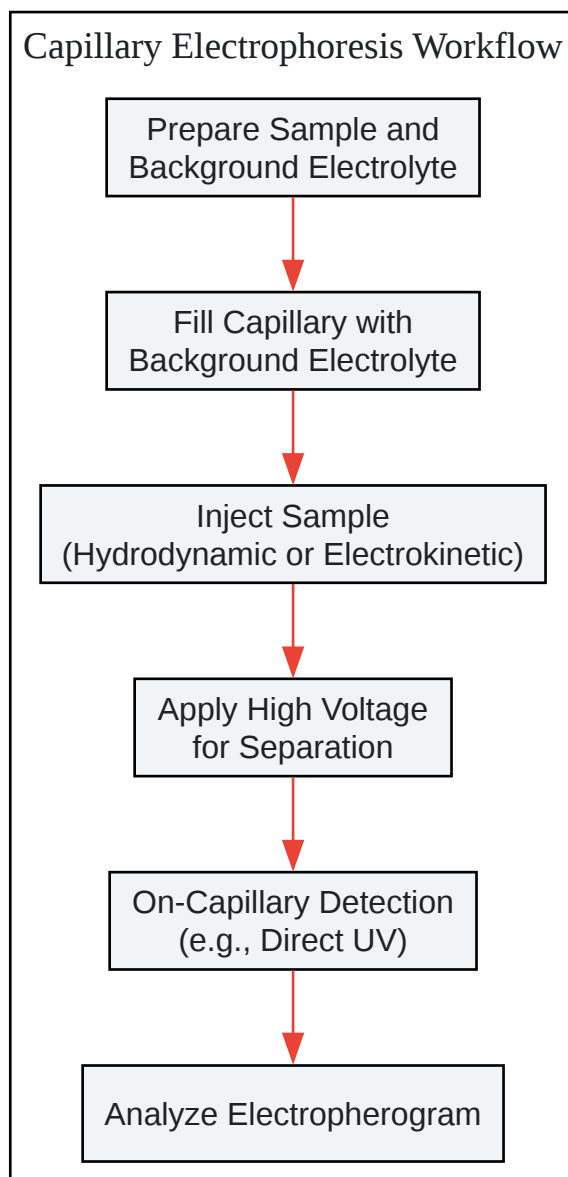 Capillary Electrophoresis Workflow
Prepare Sample and
Background Electrolyte
Fill Capillary with
Background Electrolyte
Inject Sample
(Hydrodynamic or Electrokinetic)
Apply High Voltage
for Separation
On-Capillary Detection
(e.g., Direct UV)
Analyze Electropherogram